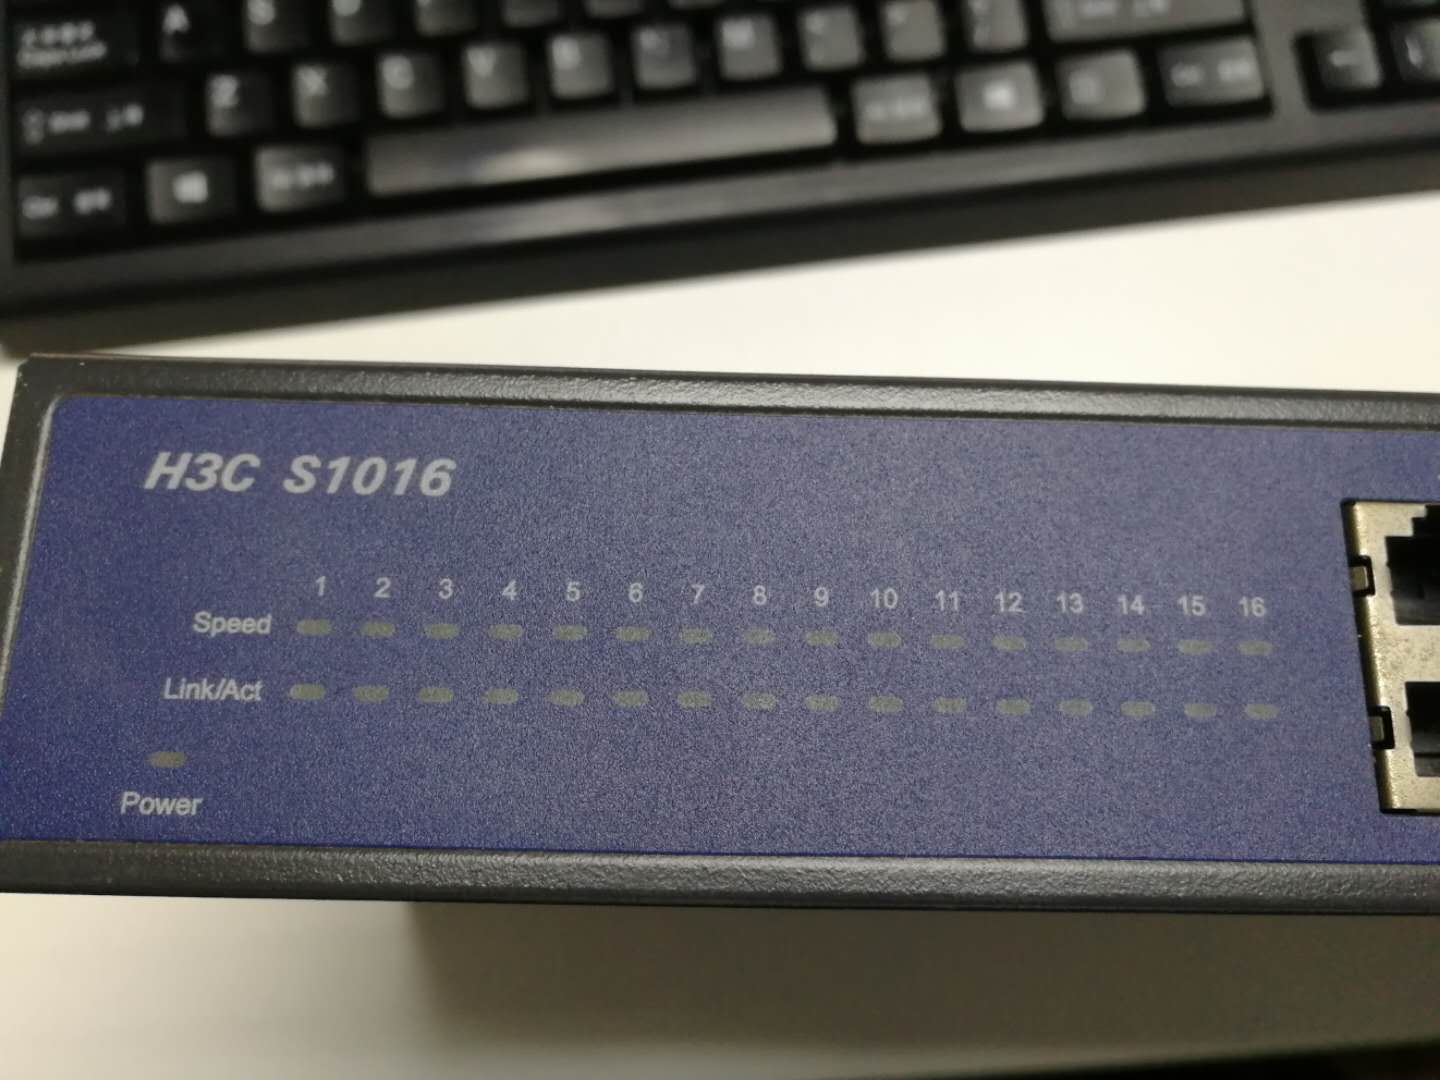 A
Z X C V B N M
H3C S1016
1 2 3 4 5 6 7 8 9 10 11 12 13 14 15 16
Speed
Link/Act
Power